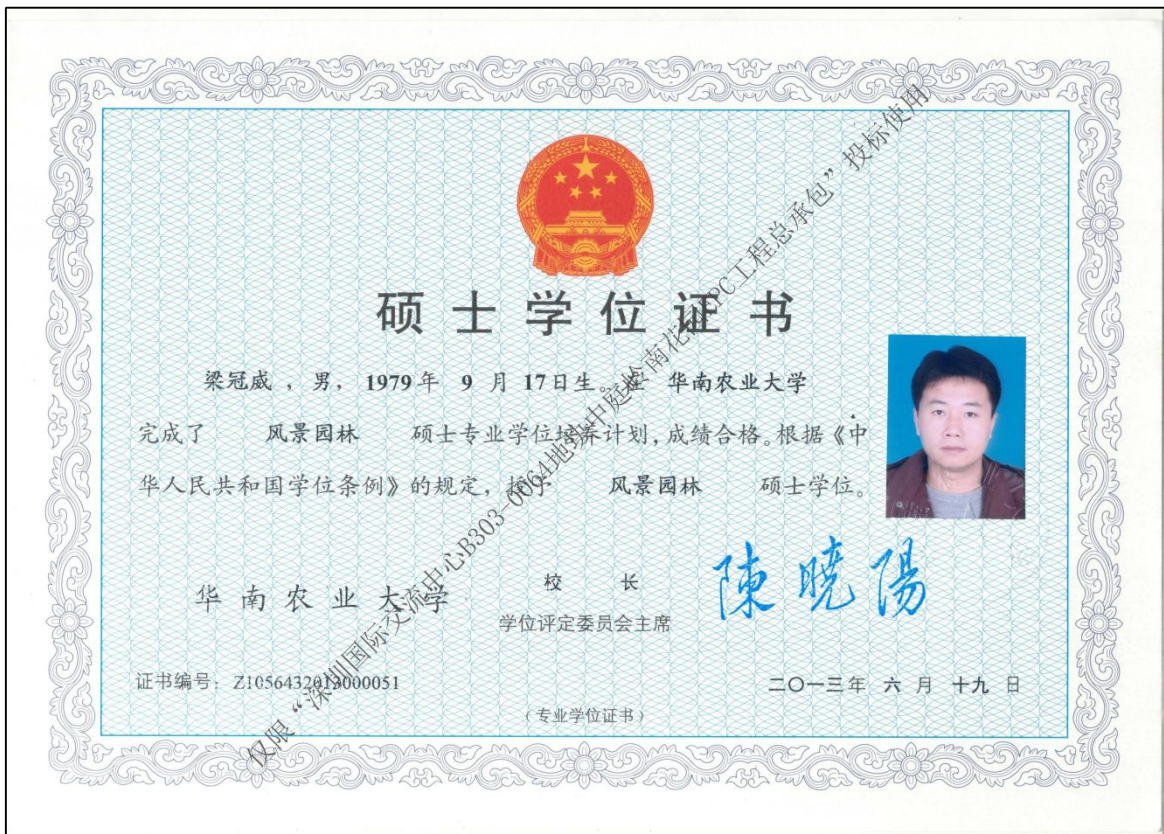 硕士学位证书
梁冠威 ，男， 1979年 9 月 17日生。在 华南农业大学
完成了 风景园林 硕士专业学位培养计划，成绩合格。根据《中
华人民共和国学位条例》的规定，授予 风景园林 硕士学位。
华南农业大学
校 长
学位评定委员会主席
陳曉陽
证书编号：Z1056432013000051
二〇一三年 六 月 十九 日
（专业学位证书）
仅限“深圳国际交流中心B303-0064地块中庭岭南花园EPC工程总承包”投标使用